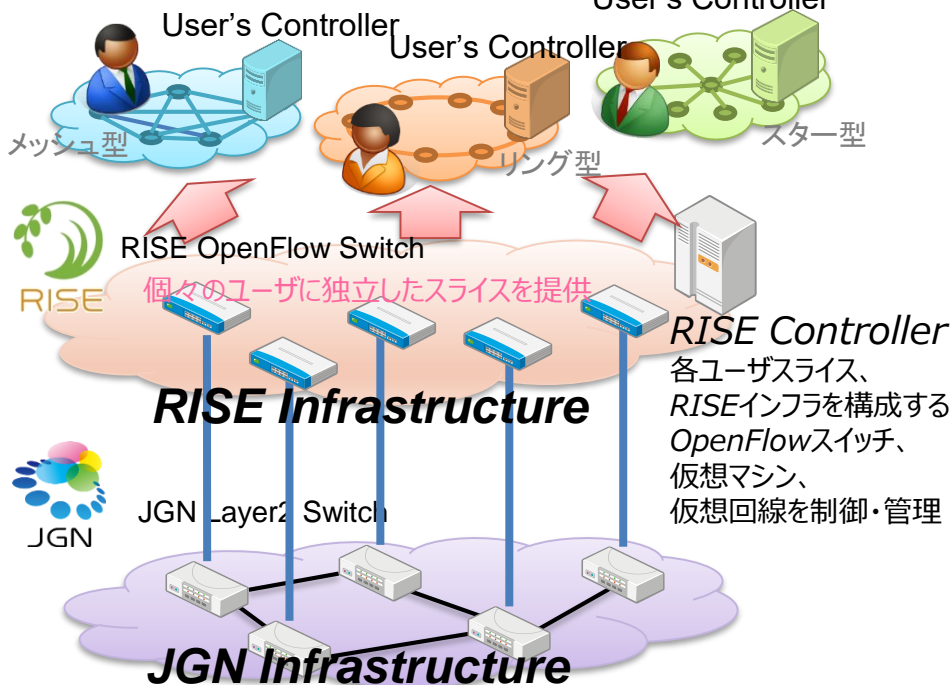 User's Controller
User's Controller
User's Controller
メッシュ型
リング型
スター型
RISE
RISE OpenFlow Switch
個々のユーザに独立したスライスを提供
RISE Controller
各ユーザスライス、
RISEインフラを構成する
OpenFlowスイッチ、
仮想マシン、
仮想回線を制御・管理
RISE Infrastructure
JGN
JGN Layer2 Switch
JGN Infrastructure